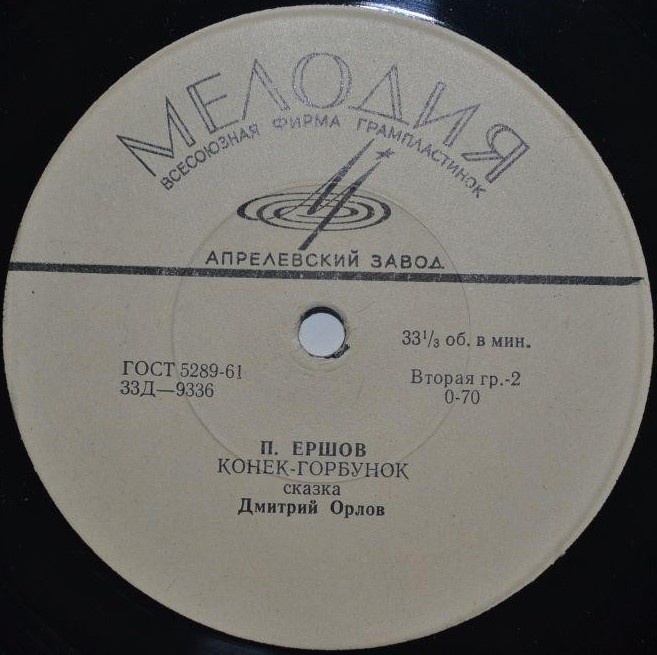 МЕЛОДИЯ
ВСЕСОЮЗНАЯ ФИРМА ГРАМПЛАСТИНОК
АПРЕЛЕВСКИЙ ЗАВОД
33⅓ об. в мин.
ГОСТ 5289-61
33Д—9336
Вторая гр.-2
0-70
П. ЕРШОВ
КОНЕК-ГОРБУНОК
сказка
Дмитрий Орлов